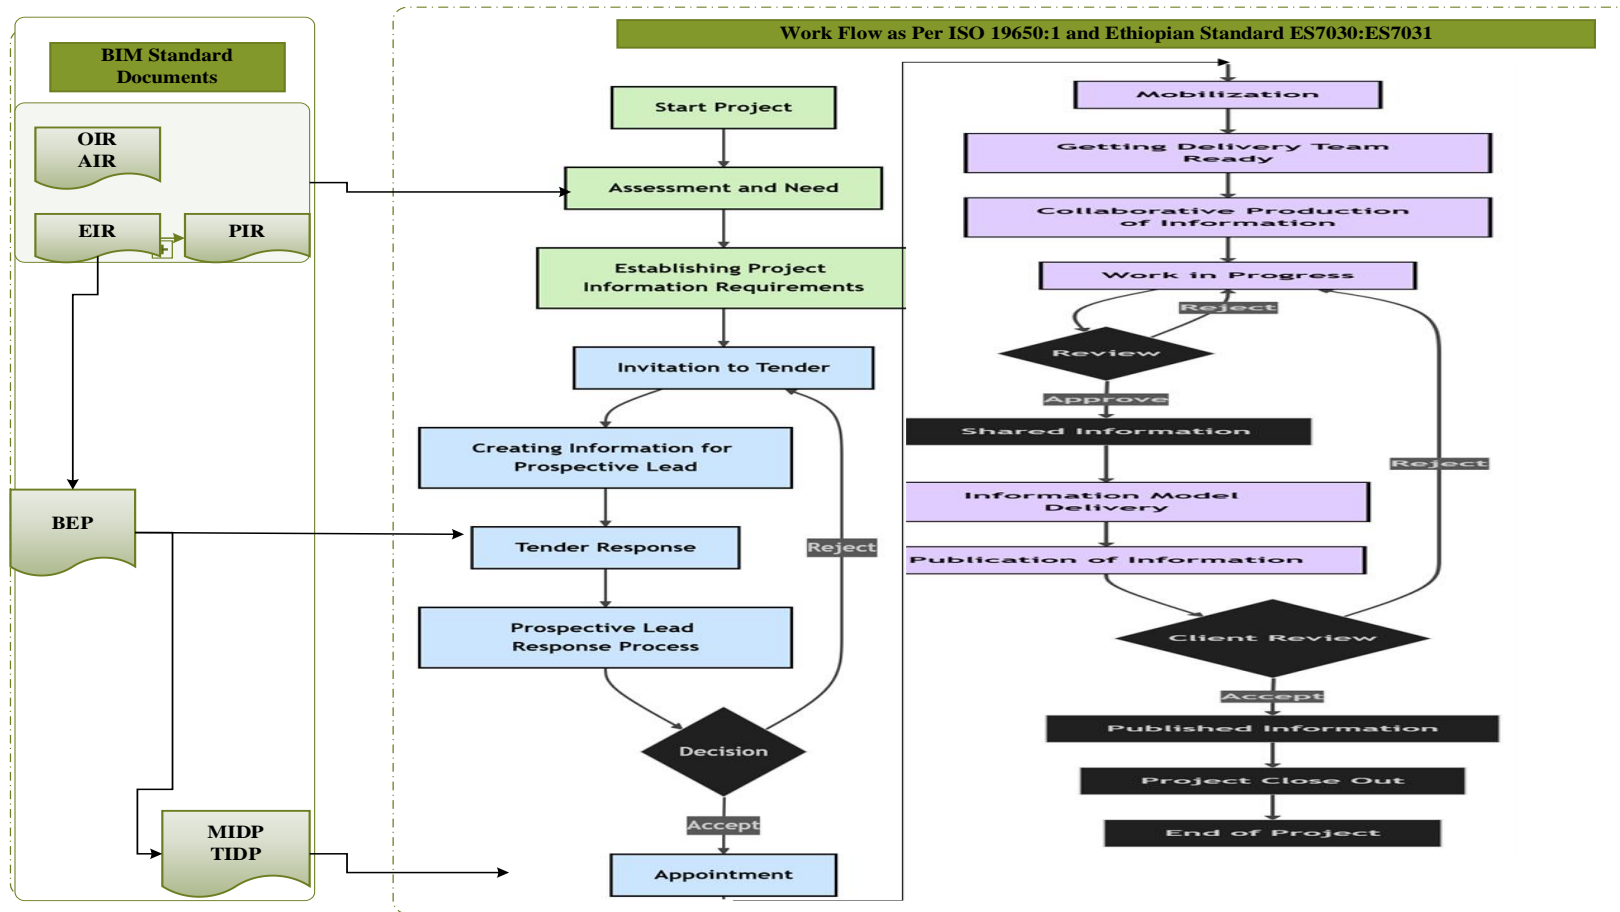 BIM Standard
Documents
OIR
AIR
EIR
PIR
BEP
MIDP
TIDP
Work Flow as Per ISO 19650:1 and Ethiopian Standard ES7030:ES7031
Start Project
Assessment and Need
Establishing Project
Information Requirements
Invitation to Tender
Creating Information for
Prospective Lead
Tender Response
Reject
Prospective Lead
Response Process
Decision
Accept
Appointment
Mobilization
Getting Delivery Team
Ready
Collaborative Production
of Information
Work in Progress
Reject
Review
Approve
Shared Information
Reject
Information Model
Delivery
Publication of Information
Client Review
Accept
Published Information
Project Close Out
End of Project